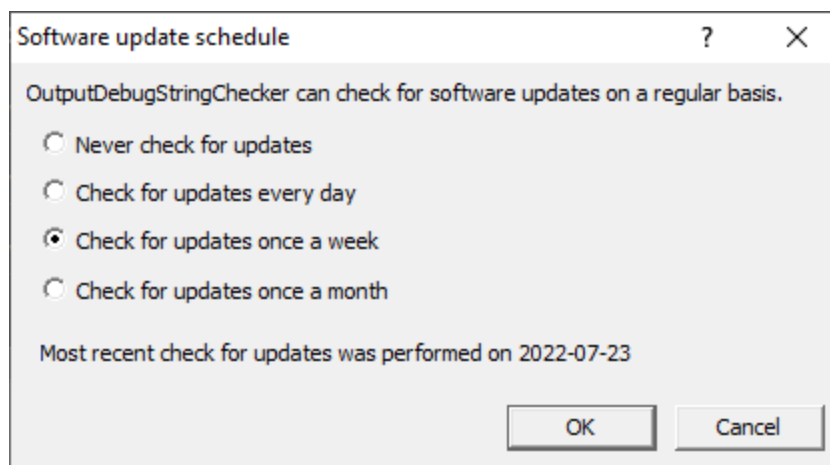 Software update schedule
?
OutputDebugStringChecker can check for software updates on a regular basis.
Never check for updates
Check for updates every day
Check for updates once a week
Check for updates once a month
Most recent check for updates was performed on 2022-07-23
OK
Cancel